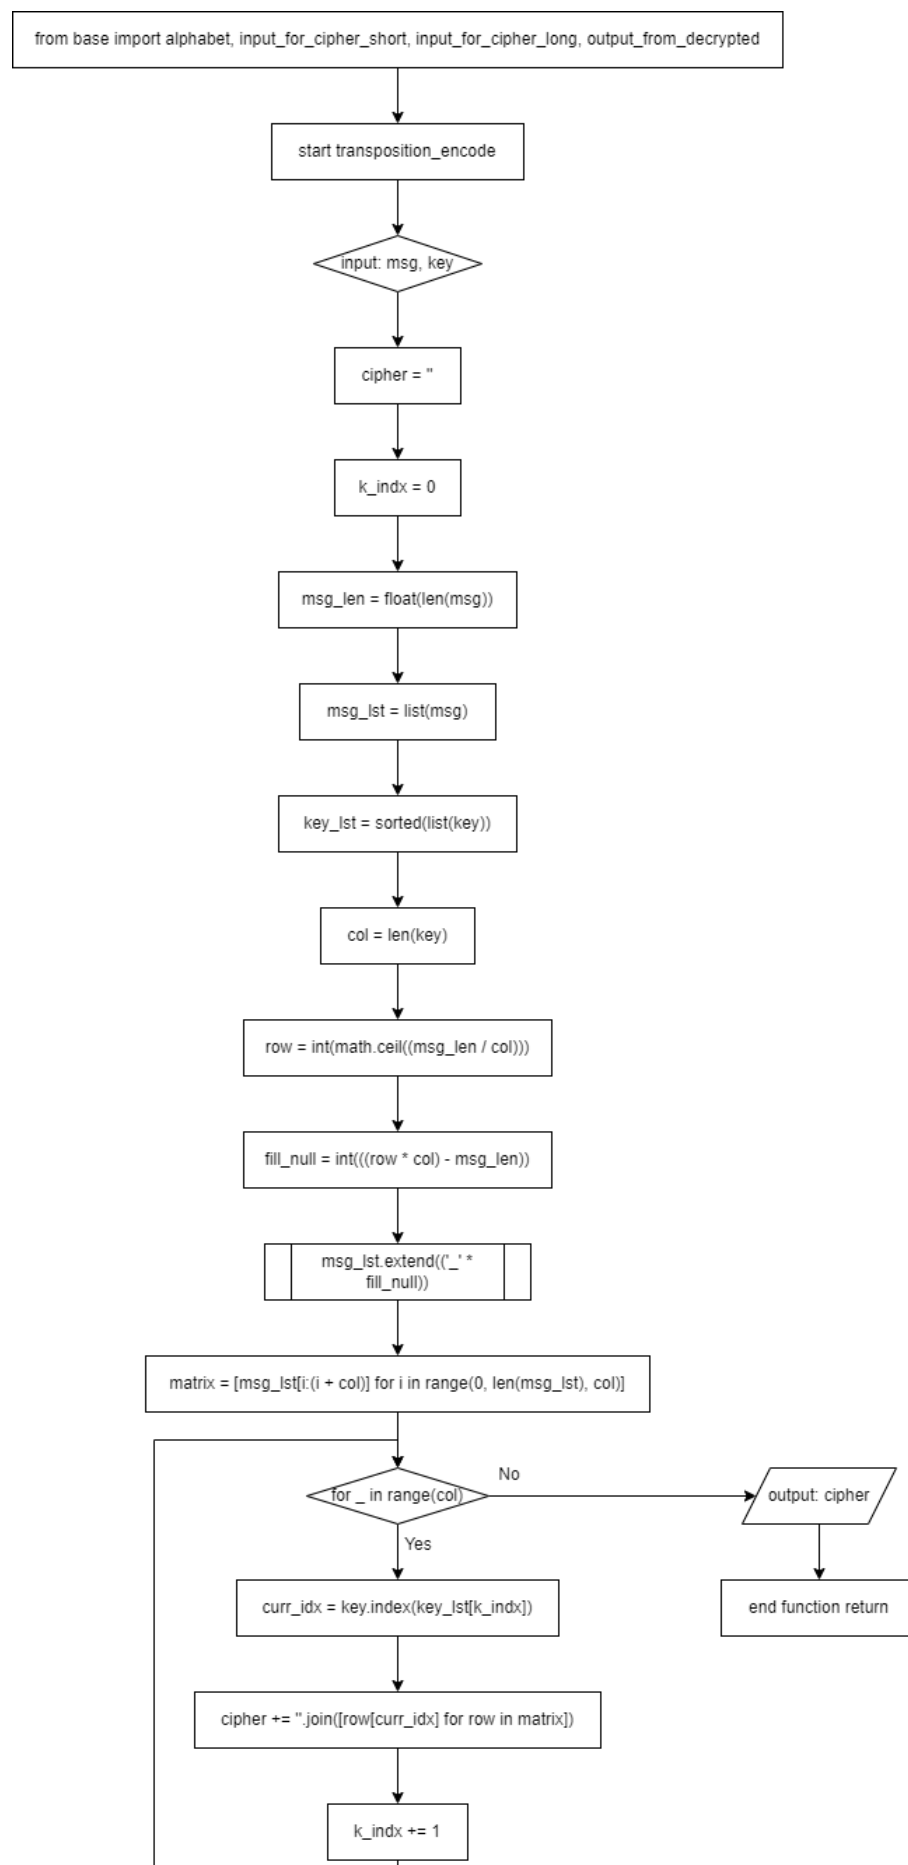 from base import alphabet, input_for_cipher_short, input_for_cipher_long, output_from_decrypted
start transposition_encode
input: msg, key
cipher = ''
k_indx = 0
msg_len = float(len(msg))
msg_lst = list(msg)
key_lst = sorted(list(key))
col = len(key)
row = int(math.ceil((msg_len / col)))
fill_null = int(((row * col) - msg_len))
msg_lst.extend(('_' *
fill_null))
matrix = [msg_lst[i:(i + col)] for i in range(0, len(msg_lst), col)]
for _ in range(col)
No
output: cipher
Yes
curr_idx = key.index(key_lst[k_indx])
end function return
cipher += ''.join([row[curr_idx] for row in matrix])
k_indx += 1